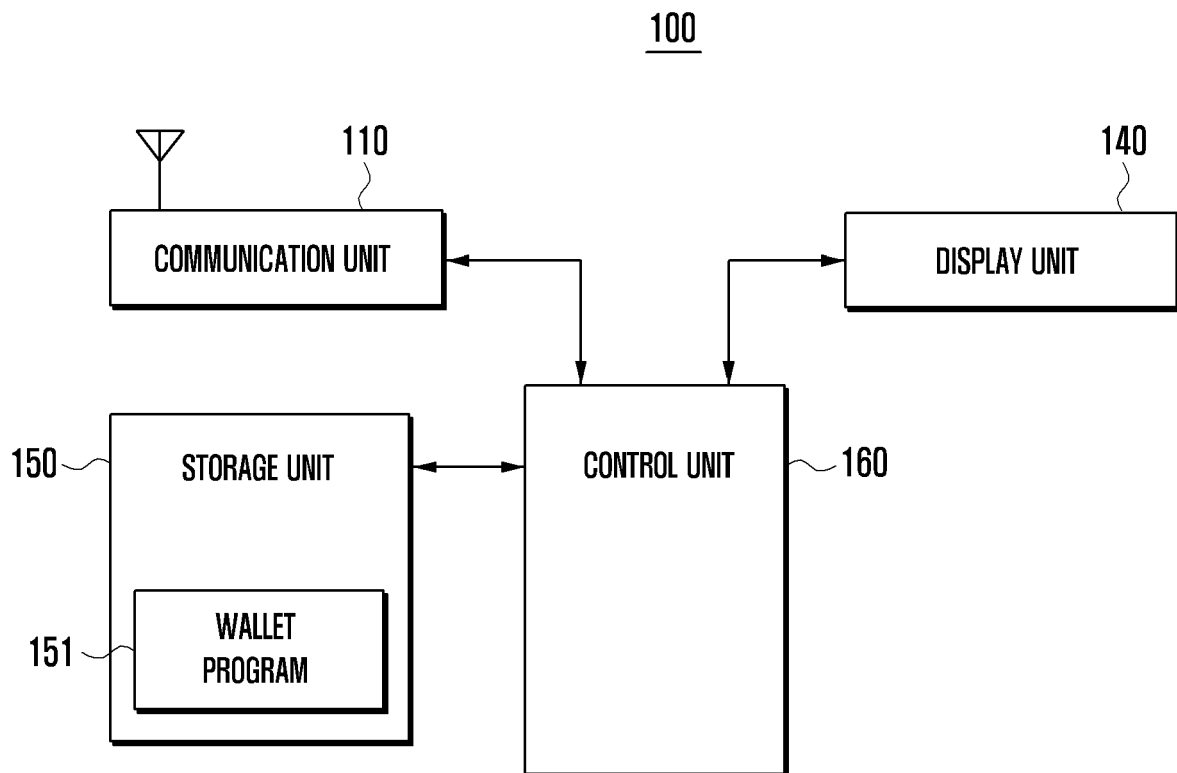 100
110
140
COMMUNICATION UNIT
DISPLAY UNIT
150
STORAGE UNIT
CONTROL UNIT
160
151
WALLET
PROGRAM